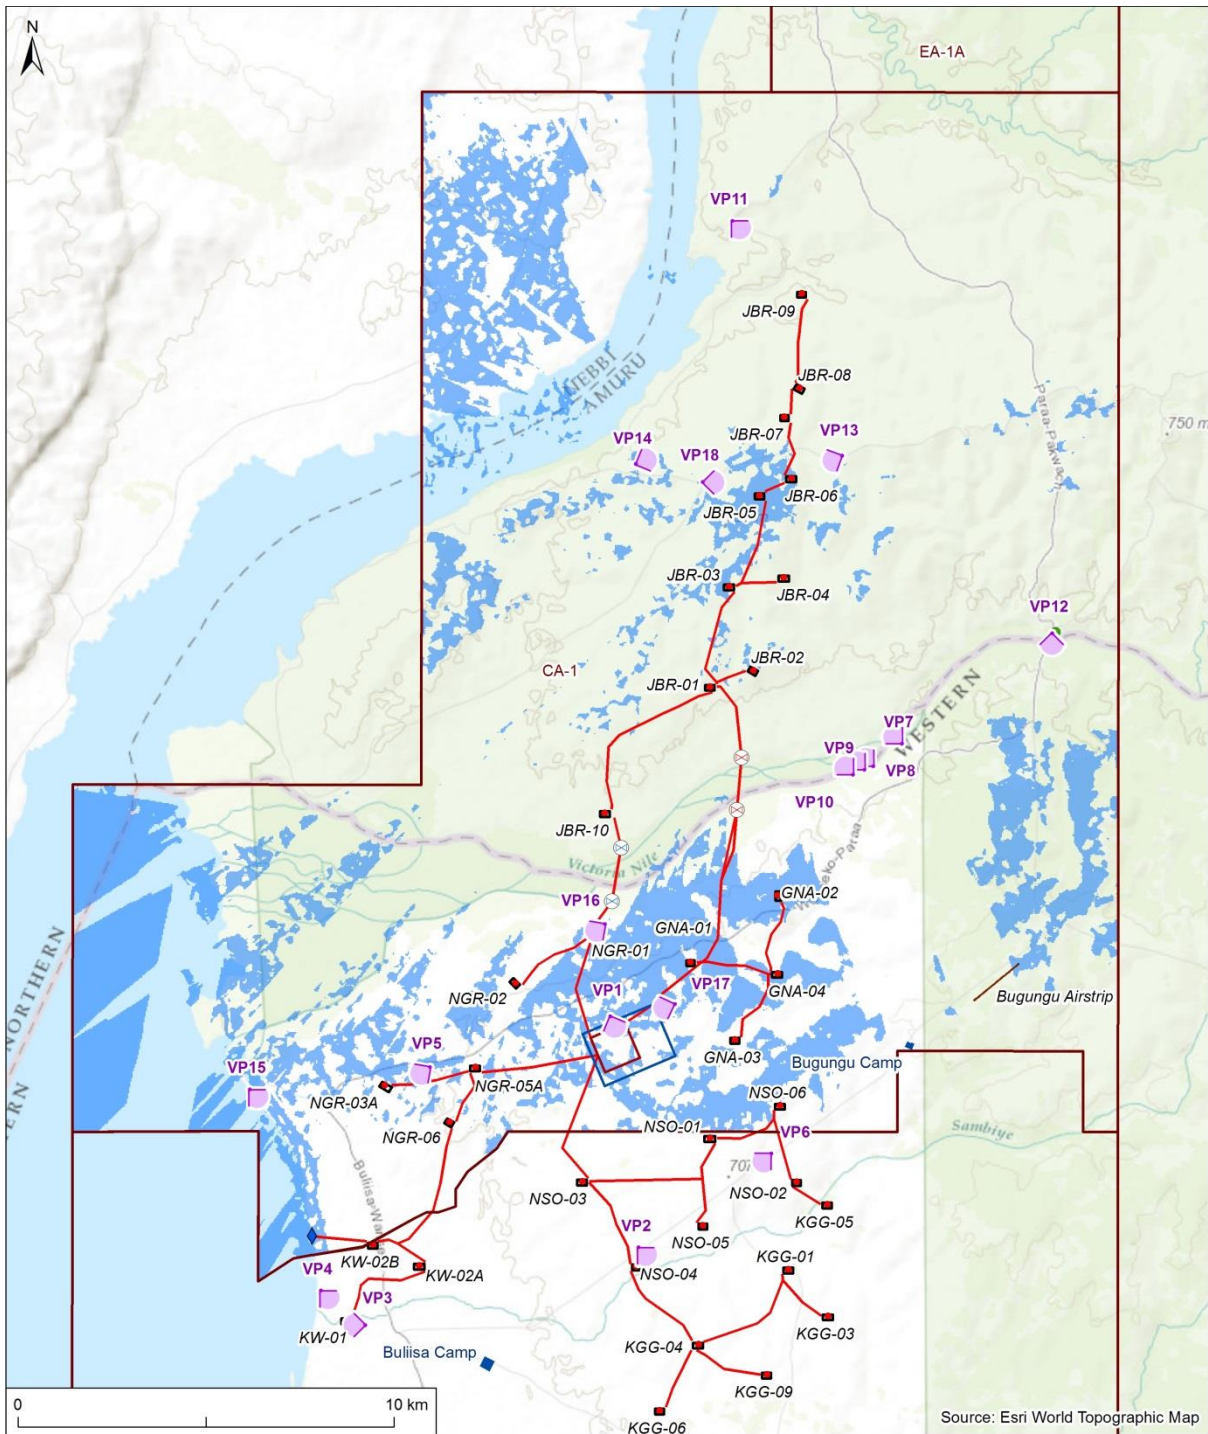 N
EA-1A
VP11
JBR-09
JEBBI
AMURU
JBR-08
Paraa-Pakwach
750 m
JBR-07
VP13
VP14
VP18
JBR-06
JBR-05
JBR-03
JBR-04
VP12
CA-1
JBR-02
JBR-01
WESTERN
VP7
VP9
VP8
VP10
JBR-10
Victoria Nile
GNA-02
VP16
GNA-01
NGR-01
NORTHERN
NGR-02
VP17
GNA-04
Bugungu Airstrip
VP1
GNA-03
Bugungu Camp
VP5
VP15
NGR-05A
NGR-03A
NSO-06
NGR-06
NSO-01
Sambiye
VP6
NSO-03
NSO-02
KGG-05
VP2
NSO-05
KW-02B
KGG-01
VP4
KW-02A
NSO-04
VP3
KGG-03
KW-01
KGG-04
Buliisa Camp
KGG-09
0
10 km
KGG-06
Source: Esri World Topographic Map